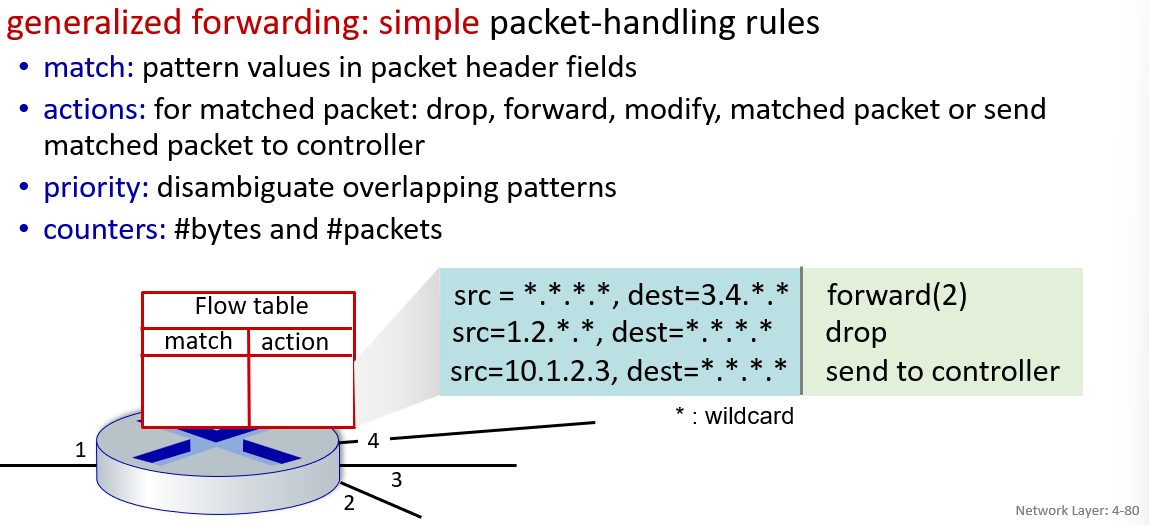 generalized forwarding: simple packet-handling rules
• match: pattern values in packet header fields
• actions: for matched packet: drop, forward, modify, matched packet or send
matched packet to controller
• priority: disambiguate overlapping patterns
• counters: #bytes and #packets
Flow table
match action
src = *.*.*.*, dest=3.4.*.* forward(2)
src=1.2.*.*, dest=*.*.*.* drop
src=10.1.2.3, dest=*.*.*.* send to controller
* : wildcard
1
4
3
2
Network Layer: 4-80